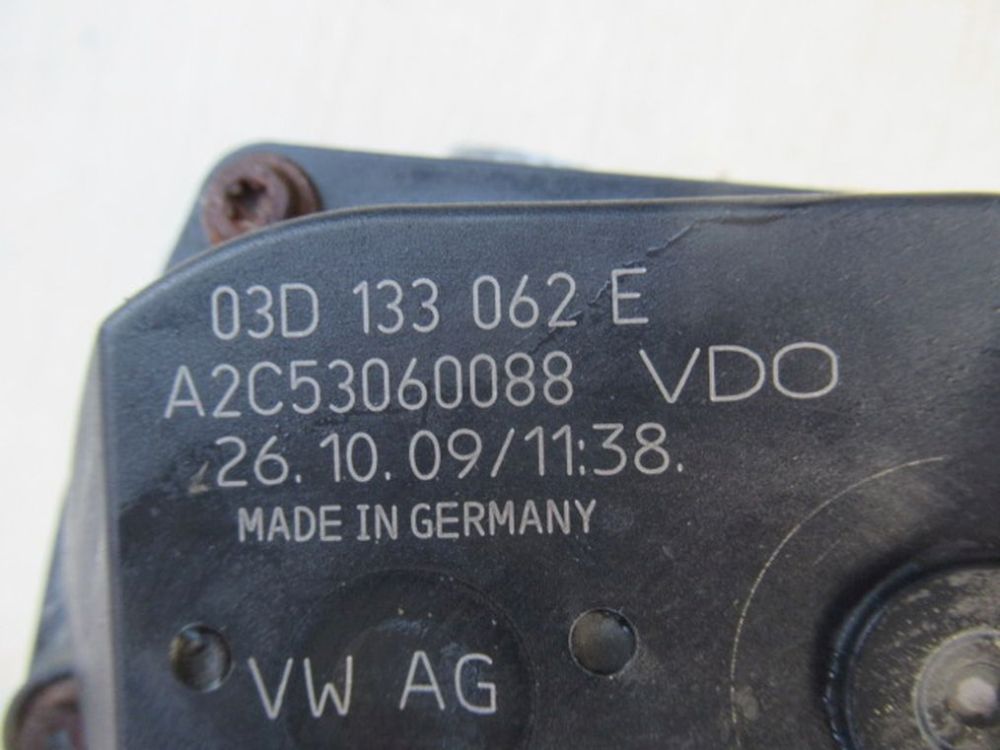 03D 133 062 E
A2C53060088 VDO
26.10.09/11:38.
MADE IN GERMANY
VW AG